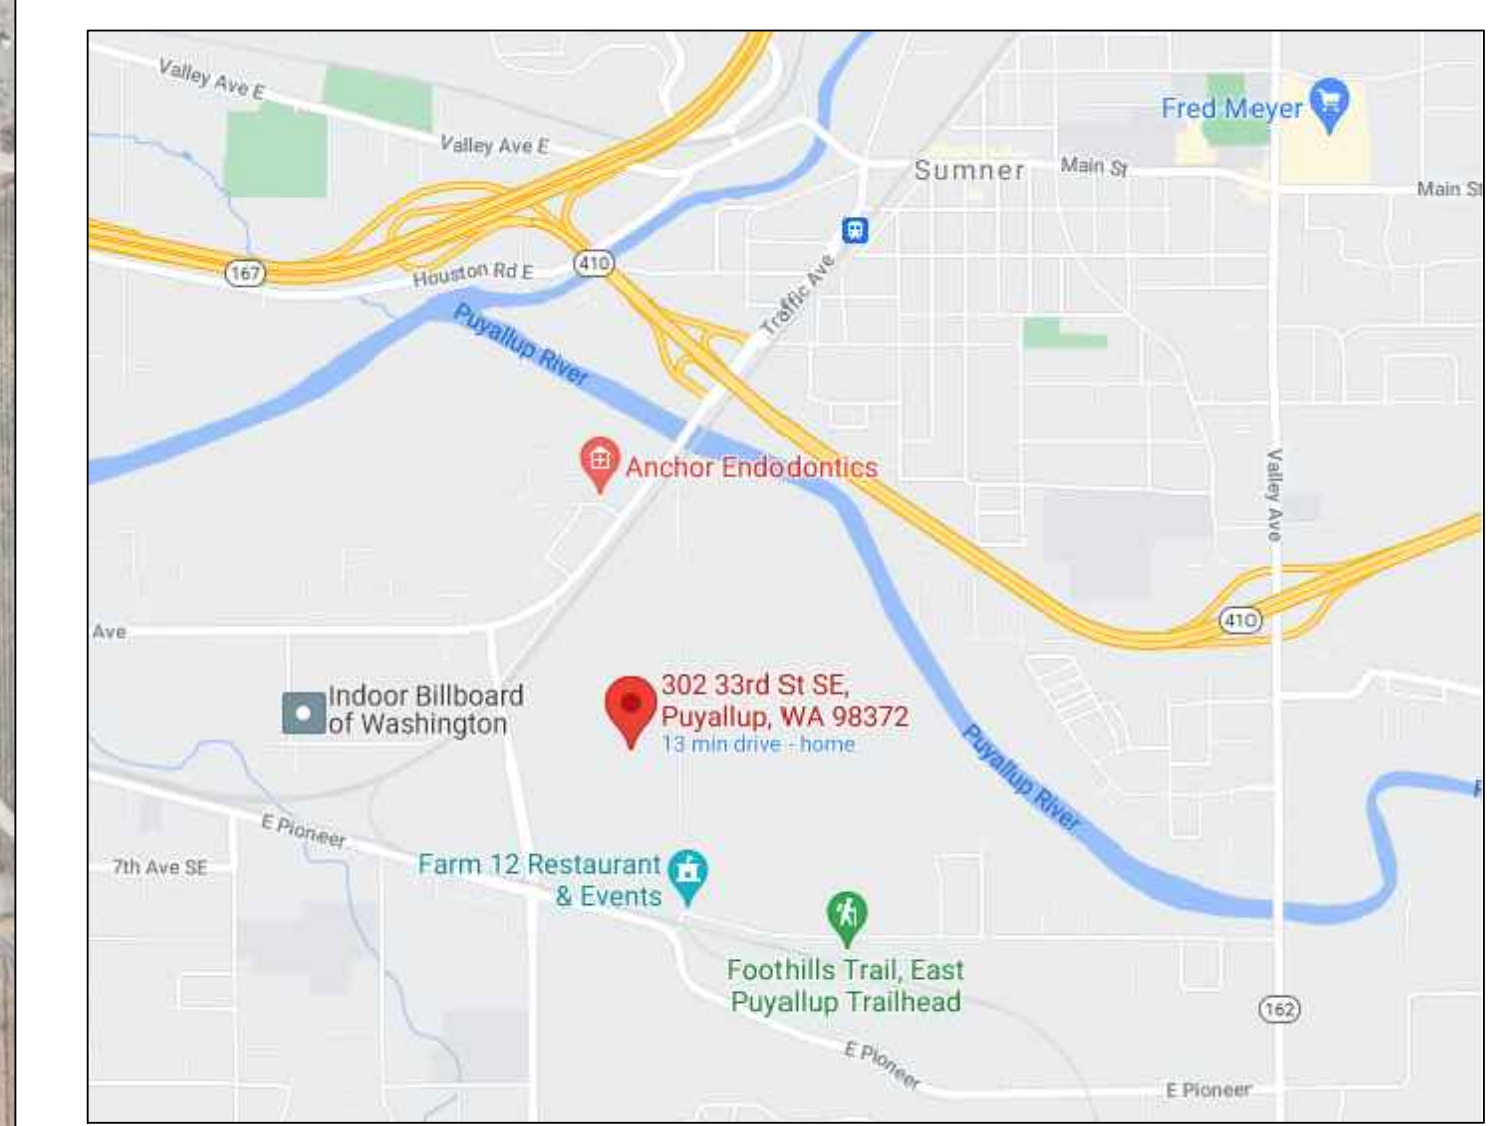 Valley Ave E
Fred Meyer
Valley Ave E
Sumner
Main St
Main St
167
Houston Rd E
410
Traffic Ave
Puyallup River
Anchor Endodontics
Valley Ave
410
Ave
302 33rd St SE,
Puyallup, WA 98372
13 min drive - home
Indoor Billboard
of Washington
Puyallup River
E Pioneer
7th Ave SE
Farm 12 Restaurant
& Events
Foothills Trail, East
Puyallup Trailhead
162
E Pioneer
E Pioneer